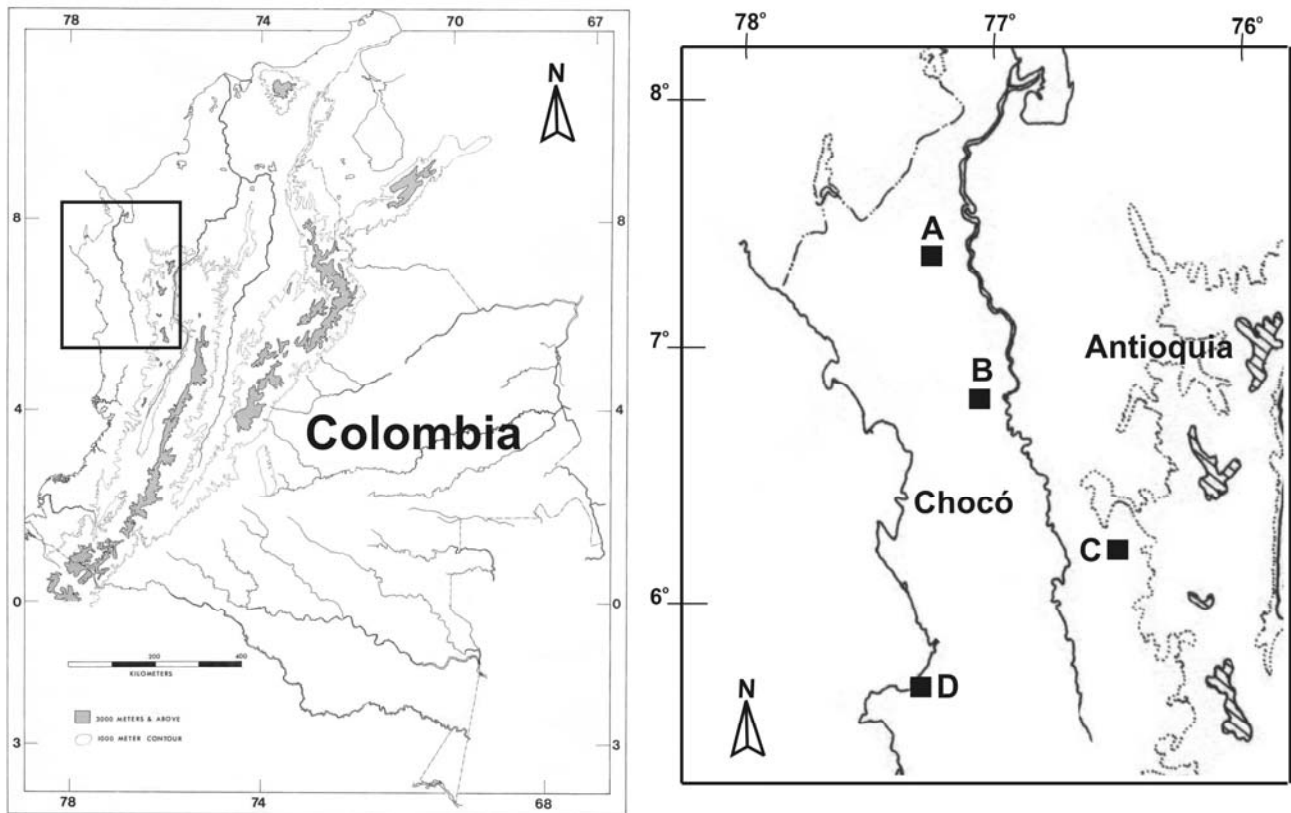 78 74 70 67
N
8 8
4 4
Colombia
0 0
200 400
KILOMETERS
3000 METERS & ABOVE
1000 METER CONTOUR
3 3
78 74 68
78° 77° 76°
8°
A
7°
Antioquia
B
Chocó
C
6°
D
N